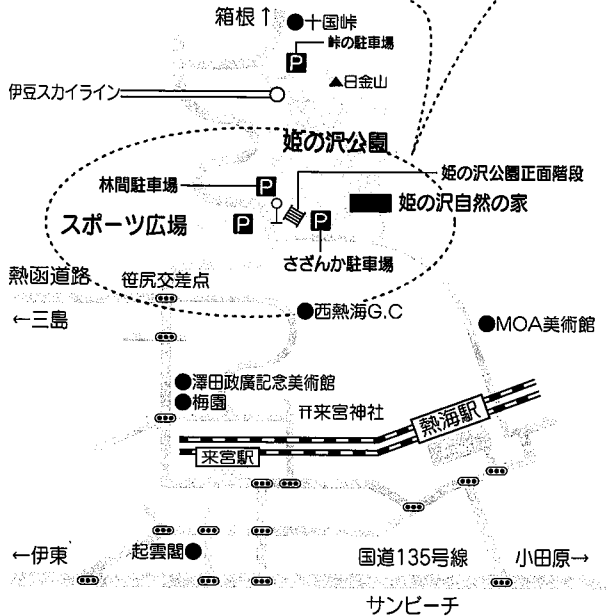 箱根↑
●十国峠
P
峠の駐車場
▲日金山
伊豆スカイライン
姫の沢公園
林間駐車場
P
姫の沢公園正面階段
姫の沢自然の家
スポーツ広場
P
P
さざんか駐車場
熱函道路
笹尻交差点
←三島
●西熱海G.C
●MOA美術館
●澤田政廣記念美術館
●梅園
⛩来宮神社
熱海駅
来宮駅
←伊東
起雲閣●
国道135号線
小田原→
サンビーチ